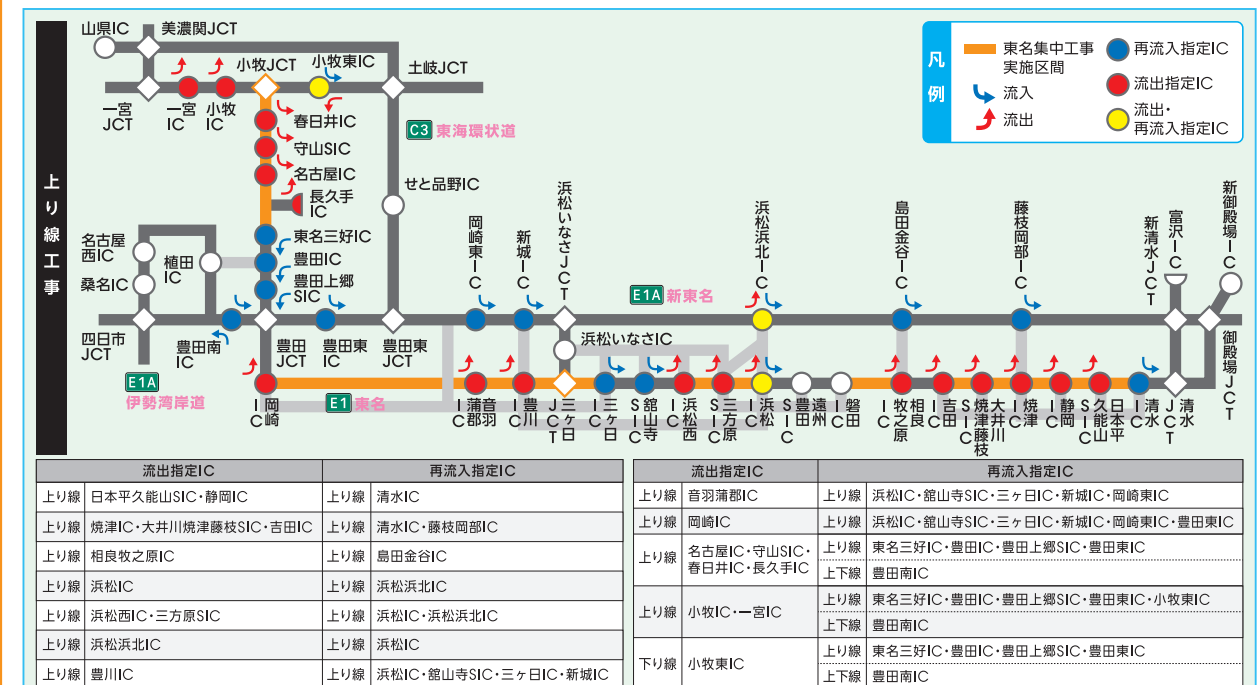 上り線工事
山県IC
美濃関JCT
小牧JCT
小牧東IC
土岐JCT
一宮JCT
一宮IC
小牧IC
春日井IC
守山SIC
名古屋IC
長久手IC
C3 東海環状道
せと品野IC
東名三好IC
豊田IC
豊田上郷SIC
名古屋西IC
桑名IC
植田IC
四日市JCT
豊田南IC
豊田JCT
豊田東IC
豊田東JCT
E1A
伊勢湾岸道
岡崎東IC
新城IC
浜松いなさJCT
浜松いなさIC
E1A 新東名
浜松浜北IC
島田金谷IC
藤枝岡部IC
新清水JCT
富沢IC
新御殿場IC
御殿場JCT
E1 東名
岡崎IC
音羽蒲郡IC
豊川IC
三ヶ日JCT
三ヶ日IC
舘山寺SIC
浜松西IC
三方原SIC
浜松IC
遠州豊田SIC
磐田IC
相良牧之原IC
吉田IC
大井川焼津藤枝SIC
焼津IC
静岡IC
日本平久能山SIC
清水IC
清水JCT
凡例
東名集中工事実施区間
流入
流出
再流入指定IC
流出指定IC
流出・再流入指定IC
流出指定IC 再流入指定IC
上り線 日本平久能山SIC・静岡IC 上り線 清水IC
上り線 焼津IC・大井川焼津藤枝SIC・吉田IC 上り線 清水IC・藤枝岡部IC
上り線 相良牧之原IC 上り線 島田金谷IC
上り線 浜松IC 上り線 浜松浜北IC
上り線 浜松西IC・三方原SIC 上り線 浜松IC・浜松浜北IC
上り線 浜松浜北IC 上り線 浜松IC
上り線 豊川IC 上り線 浜松IC・舘山寺SIC・三ヶ日IC・新城IC
流出指定IC 再流入指定IC
上り線 音羽蒲郡IC 上り線 浜松IC・舘山寺SIC・三ヶ日IC・新城IC・岡崎東IC
上り線 岡崎IC 上り線 浜松IC・舘山寺SIC・三ヶ日IC・新城IC・岡崎東IC・豊田東IC
上り線 名古屋IC・守山SIC・春日井IC・長久手IC 上り線 東名三好IC・豊田IC・豊田上郷SIC・豊田東IC
上下線 豊田南IC
上り線 小牧IC・一宮IC 上り線 東名三好IC・豊田IC・豊田上郷SIC・豊田東IC・小牧東IC
上下線 豊田南IC
下り線 小牧東IC 上り線 東名三好IC・豊田IC・豊田上郷SIC・豊田東IC
上下線 豊田南IC